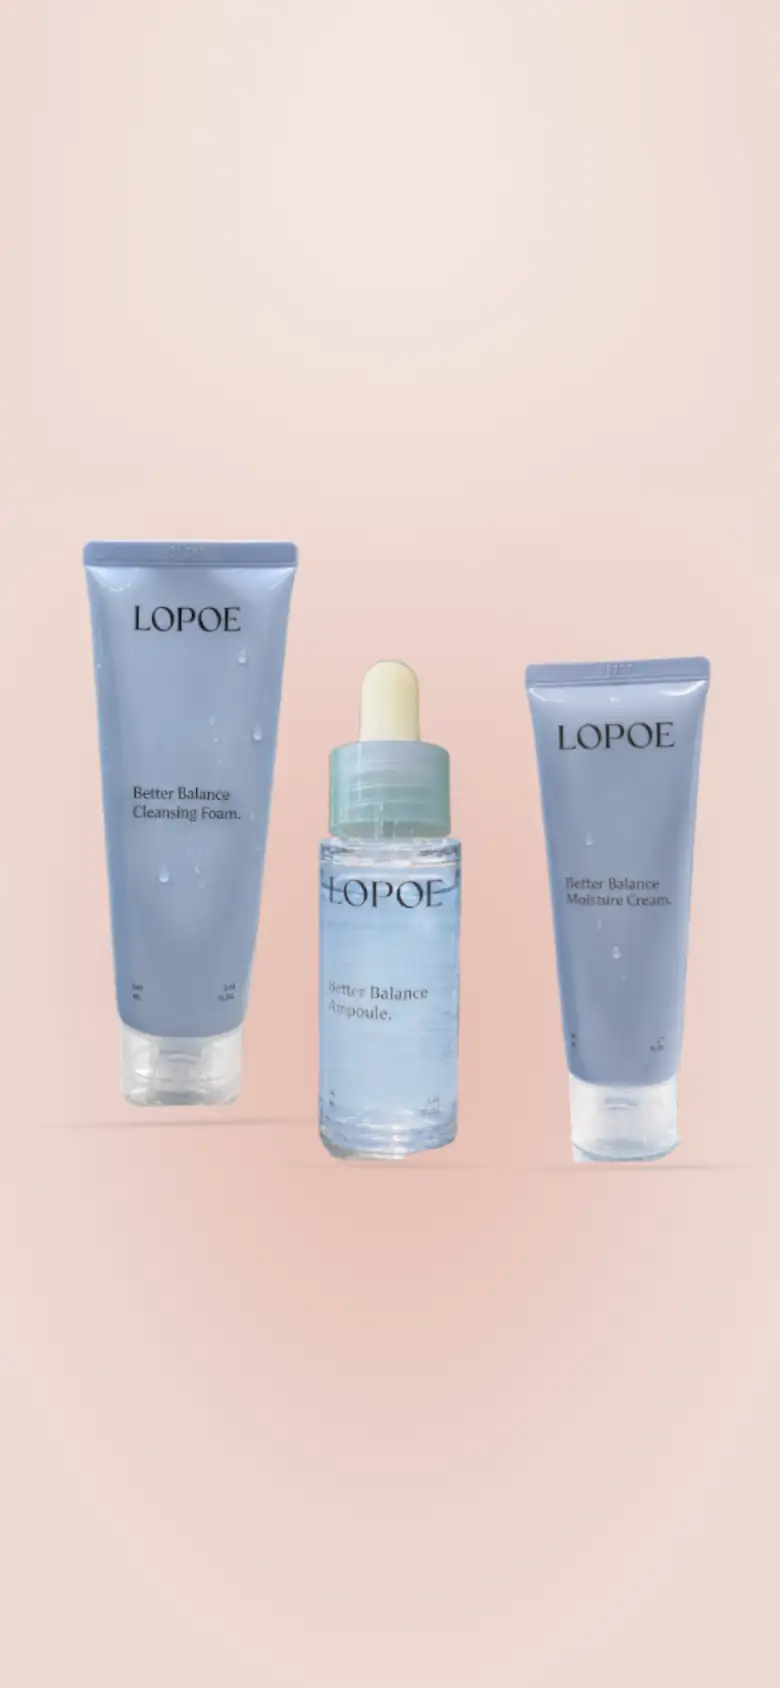 LOPOE
Better Balance
Cleansing Foam.
LOPOE
Better Balance
Ampoule.
LOPOE
Better Balance
Moisture Cream.